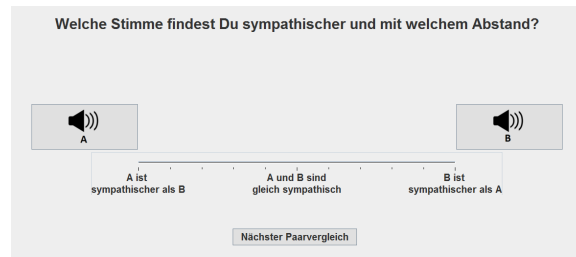 Welche Stimme findest Du sympathischer und mit welchem Abstand?
A
B
A ist
sympathischer als B
A und B sind
gleich sympathisch
B ist
sympathischer als A
Nächster Paarvergleich